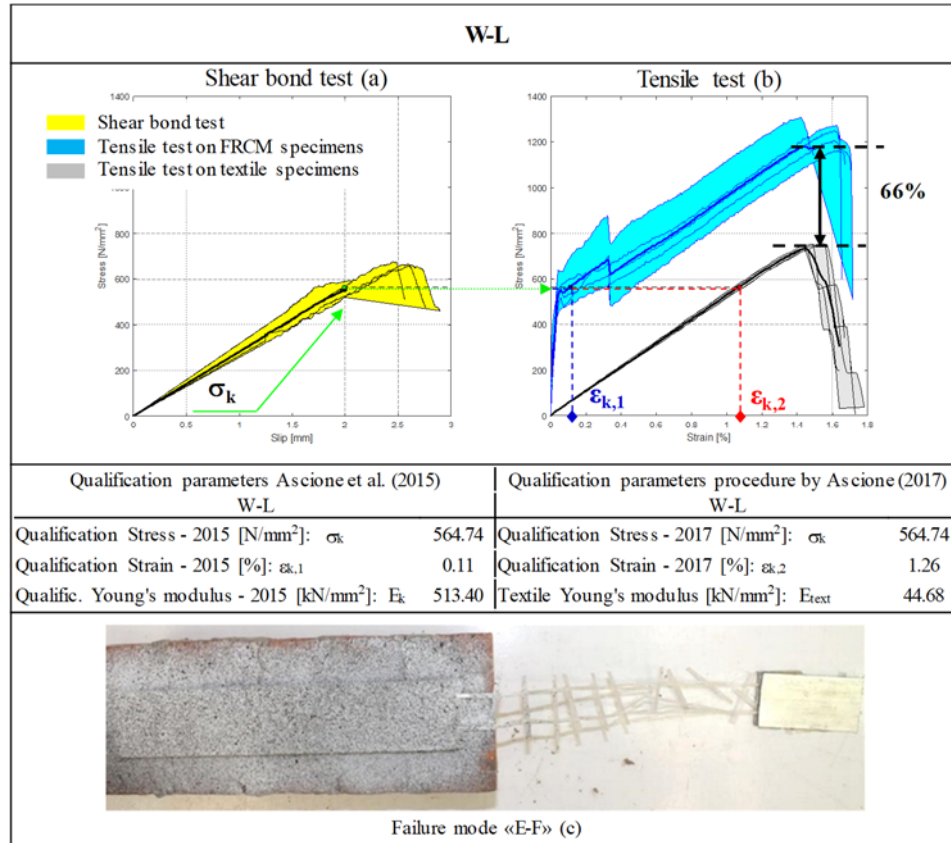 W-L
Shear bond test (a)
Tensile test (b)
1400
Shear bond test
Tensile test on FRCM specimens
Tensile test on textile specimens
1000
800
600
400
200
0
Stress [N/mm²]
0 0.5 1 1.5 2 2.5 3
Slip [mm]
σk
1400
1200
1000
800
600
400
200
0
Stress [N/mm²]
0 0.2 0.4 0.6 0.8 1 1.2 1.4 1.6 1.8
Strain [%]
66%
εk,1
εk,2
Qualification parameters Ascione et al. (2015)
W-L
Qualification Stress - 2015 [N/mm²]: σk 564.74
Qualification Strain - 2015 [%]: εk,1 0.11
Qualific. Young's modulus - 2015 [kN/mm²]: Ek 513.40
Qualification parameters procedure by Ascione (2017)
W-L
Qualification Stress - 2017 [N/mm²]: σk 564.74
Qualification Strain - 2017 [%]: εk,2 1.26
Textile Young's modulus [kN/mm²]: Etext 44.68
Failure mode «E-F» (c)